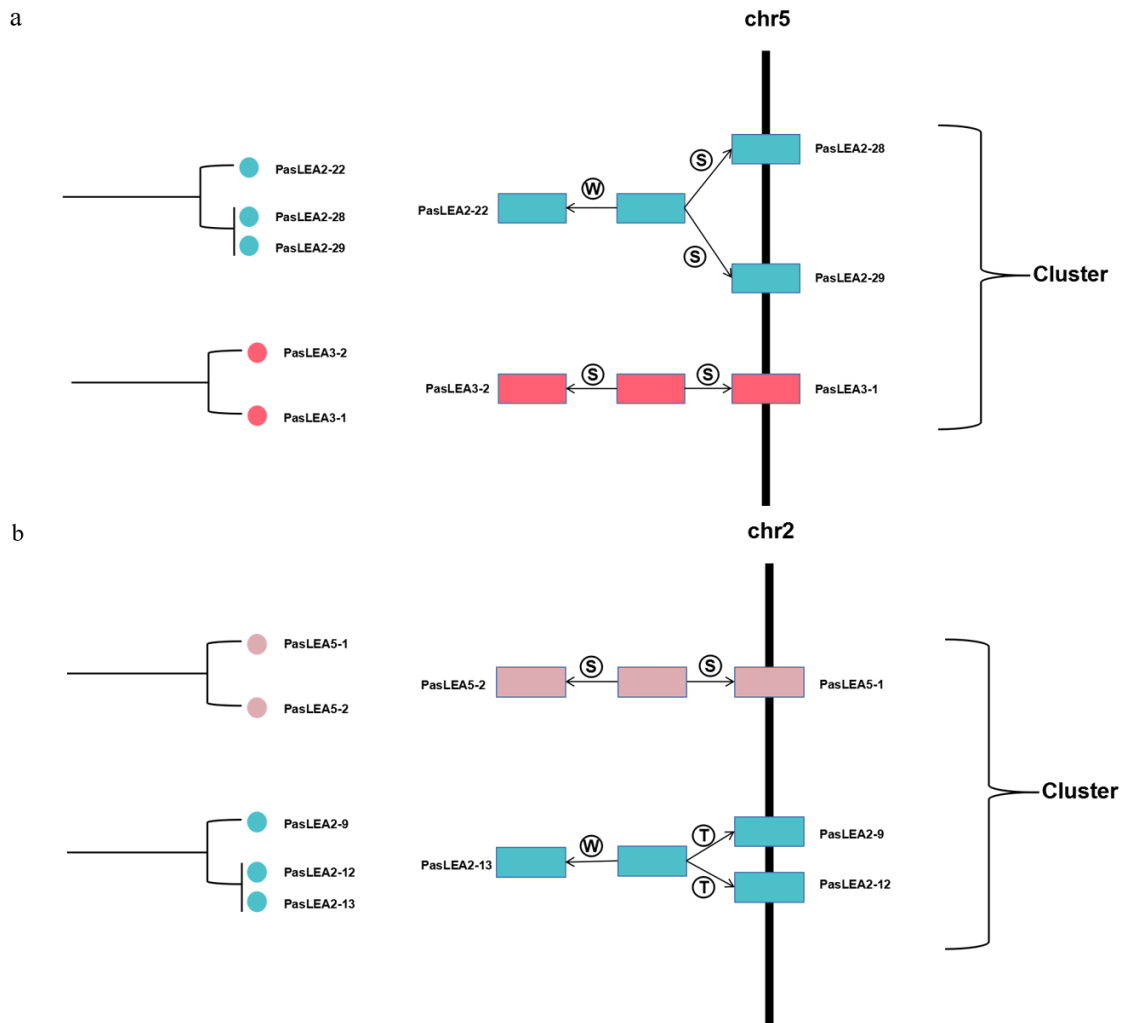 a
chr5
PasLEA2-22
PasLEA2-28
PasLEA2-29
PasLEA3-2
PasLEA3-1
PasLEA2-22
W
S
S
PasLEA2-28
PasLEA2-29
PasLEA3-2
S
S
PasLEA3-1
Cluster
b
chr2
PasLEA5-1
PasLEA5-2
PasLEA2-9
PasLEA2-12
PasLEA2-13
PasLEA5-2
S
S
PasLEA5-1
PasLEA2-13
W
T
T
PasLEA2-9
PasLEA2-12
Cluster